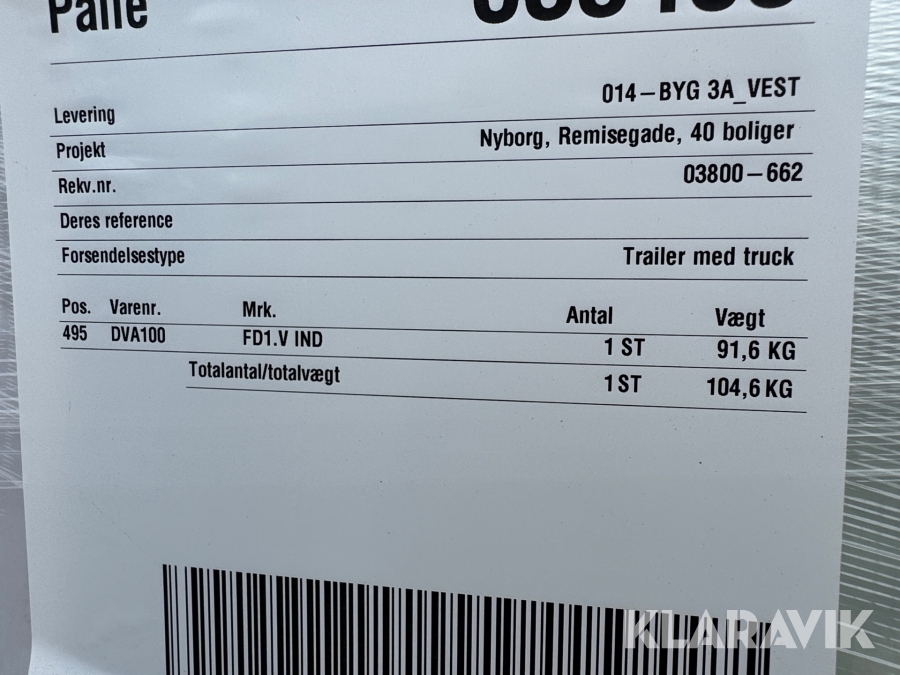 Palle
Levering 014-BYG 3A_VEST
Projekt Nyborg, Remisegade, 40 boliger
Rekv.nr. 03800-662
Deres reference
Forsendelsestype Trailer med truck
Pos. Varenr. Mrk. Antal Vægt
495 DVA100 FD1.V IND 1 ST 91,6 KG
Totalantal/totalvægt 1 ST 104,6 KG
KLARAVIK